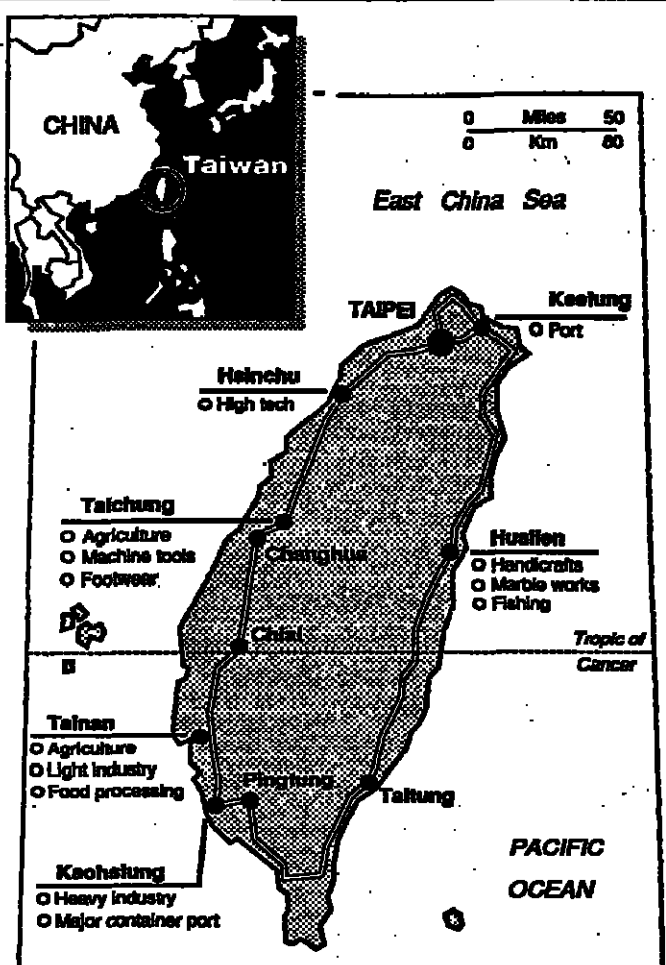 CHINA
Taiwan
0 Miles 50
0 Km 80
East China Sea
TAIPEI
Keelung
O Port
Hsinchu
O High tech
Taichung
O Agriculture
O Machine tools
O Footwear
Changhua
Hualien
O Handicrafts
O Marble works
O Fishing
Chiai
Tropic of
Cancer
Tainan
O Agriculture
O Light industry
O Food processing
Pingtung
Taitung
Kaohsiung
O Heavy industry
O Major container port
PACIFIC
OCEAN